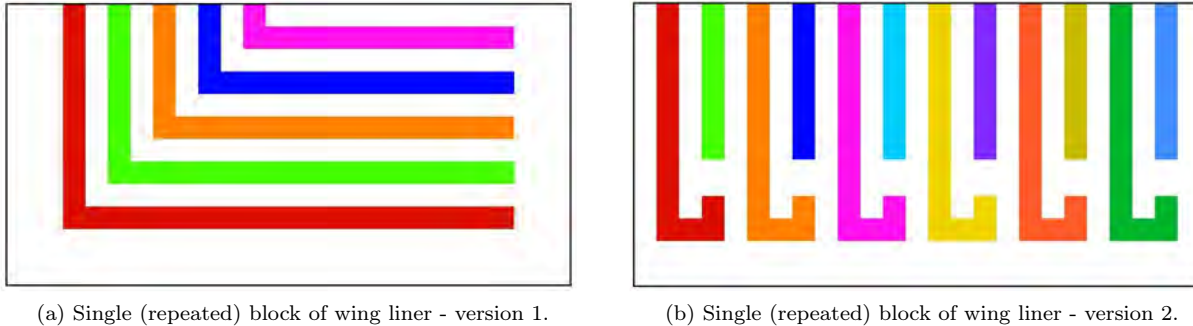 (a) Single (repeated) block of wing liner - version 1.
(b) Single (repeated) block of wing liner - version 2.